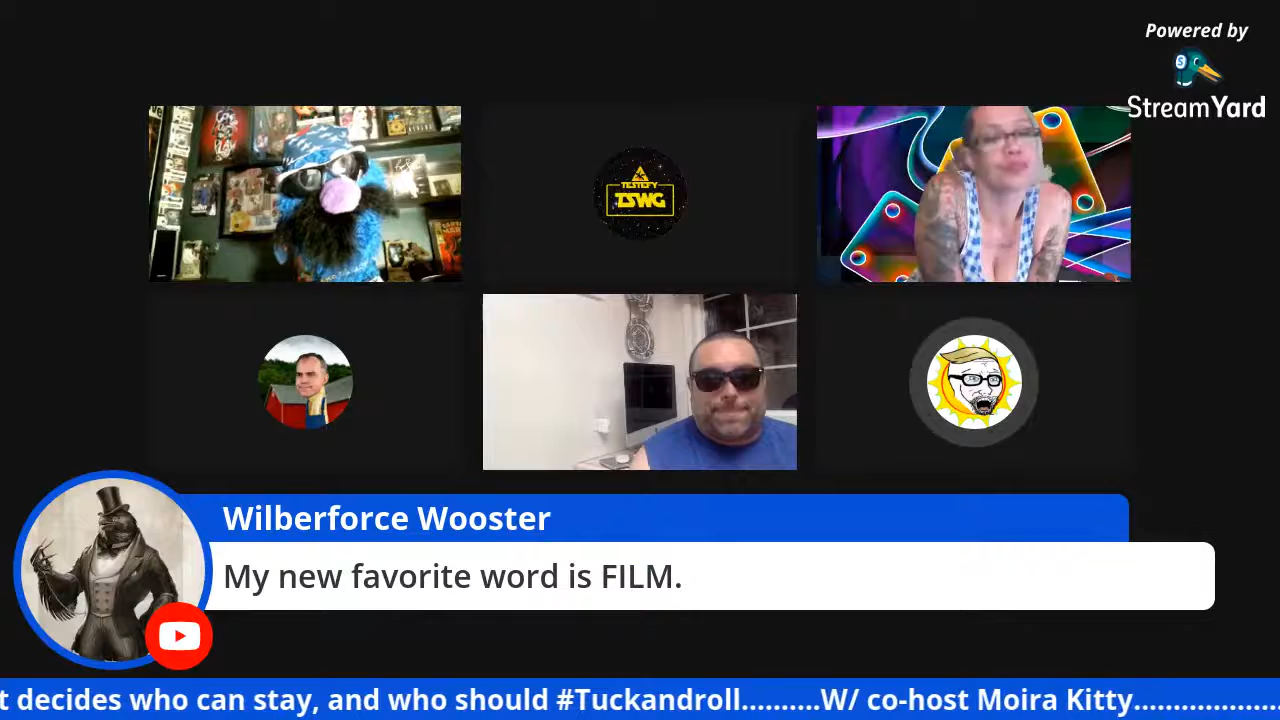 Powered by
StreamYard
TESTEFY
TSWG
Wilberforce Wooster
My new favorite word is FILM.
t decides who can stay, and who should #Tuckandroll..........W/ co-host Moira Kitty..................